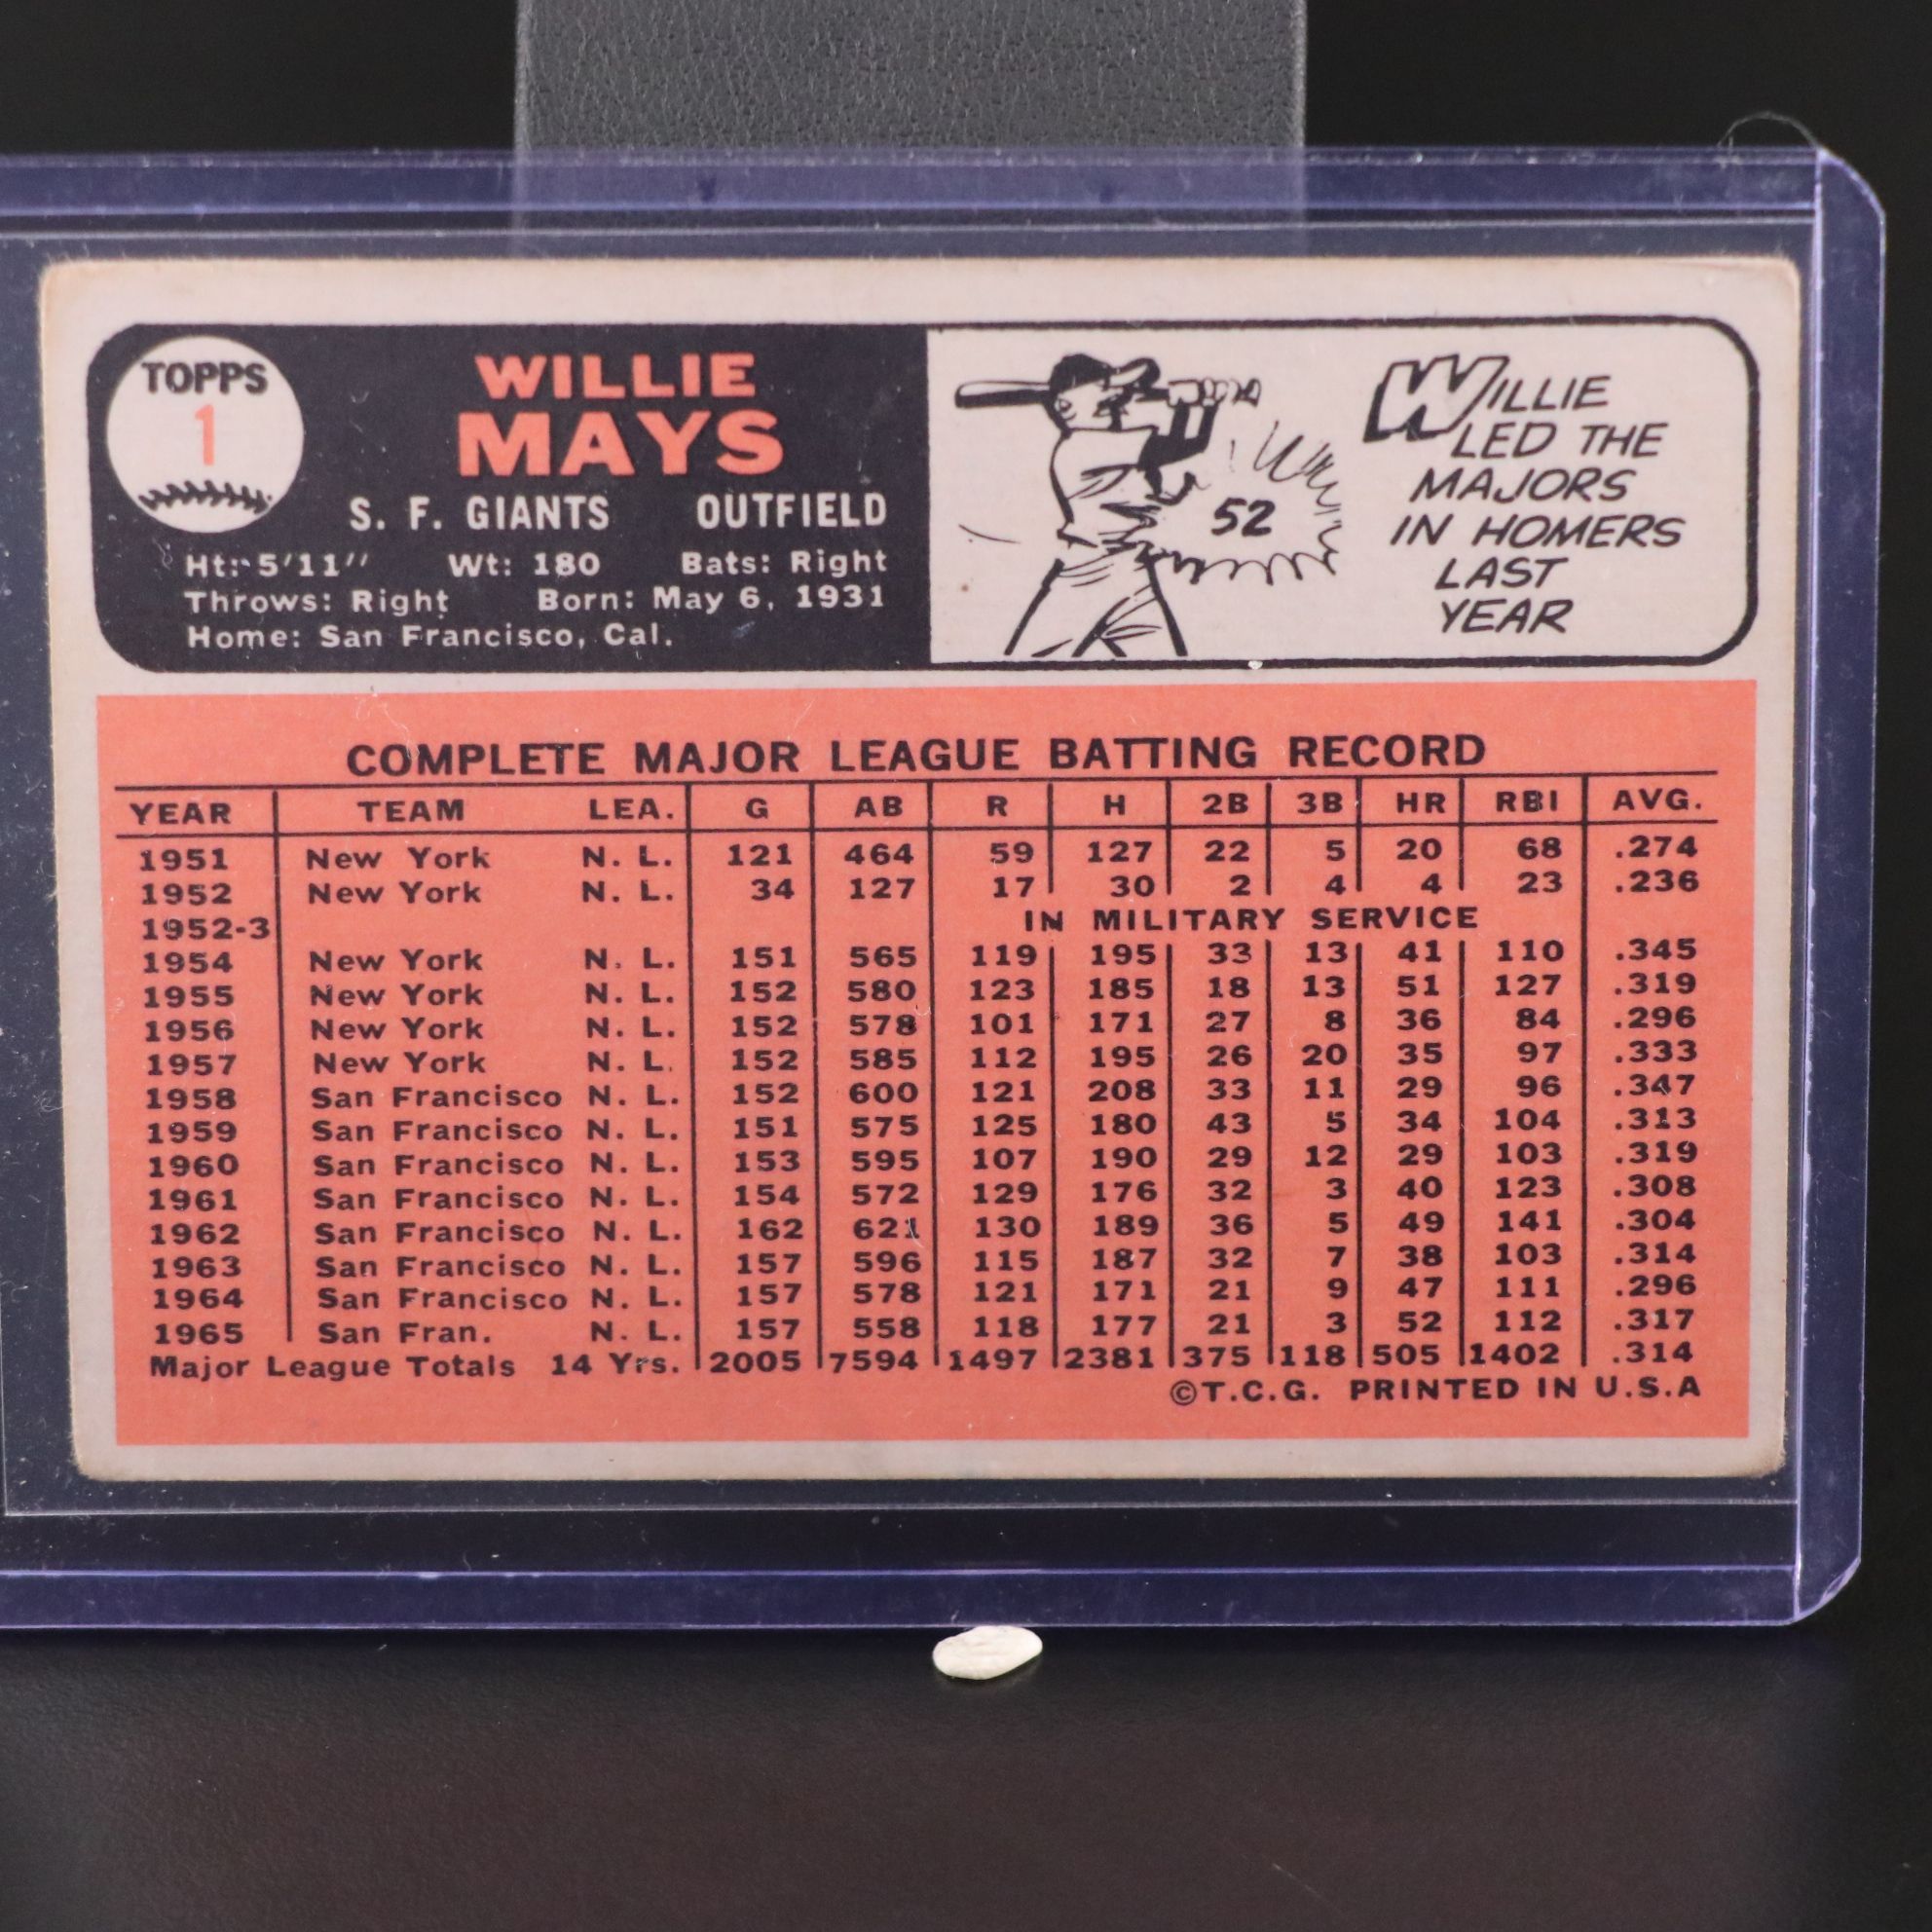 TOPPS
1
WILLIE
MAYS
S. F. GIANTS OUTFIELD
Ht: 5'11" Wt: 180 Bats: Right
Throws: Right Born: May 6, 1931
Home: San Francisco, Cal.
52
WILLIE
LED THE
MAJORS
IN HOMERS
LAST
YEAR
COMPLETE MAJOR LEAGUE BATTING RECORD
YEAR TEAM LEA. G AB R H 2B 3B HR RBI AVG.
1951 New York N. L. 121 464 59 127 22 5 20 68 .274
1952 New York N. L. 34 127 17 30 2 4 4 23 .236
1952-3 IN MILITARY SERVICE
1954 New York N. L. 151 565 119 195 33 13 41 110 .345
1955 New York N. L. 152 580 123 185 18 13 51 127 .319
1956 New York N. L. 152 578 101 171 27 8 36 84 .296
1957 New York N. L. 152 585 112 195 26 20 35 97 .333
1958 San Francisco N. L. 152 600 121 208 33 11 29 96 .347
1959 San Francisco N. L. 151 575 125 180 43 5 34 104 .313
1960 San Francisco N. L. 153 595 107 190 29 12 29 103 .319
1961 San Francisco N. L. 154 572 129 176 32 3 40 123 .308
1962 San Francisco N. L. 162 621 130 189 36 5 49 141 .304
1963 San Francisco N. L. 157 596 115 187 32 7 38 103 .314
1964 San Francisco N. L. 157 578 121 171 21 9 47 111 .296
1965 San Fran. N. L. 157 558 118 177 21 3 52 112 .317
Major League Totals 14 Yrs. 2005 7594 1497 2381 375 118 505 1402 .314
©T.C.G. PRINTED IN U.S.A